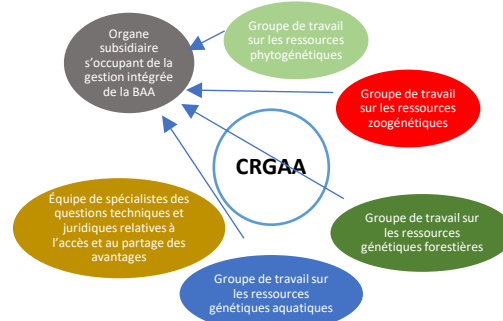 Organe
subsidiaire
s'occupant de la
gestion intégrée
de la BAA
Groupe de travail
sur les ressources
phytogénétiques
Groupe de travail
sur les ressources
zoogénétiques
CRGAA
Équipe de spécialistes des
questions techniques et
juridiques relatives à
l'accès et au partage des
avantages
Groupe de travail sur
les ressources
génétiques forestières
Groupe de travail sur
les ressources
génétiques aquatiques